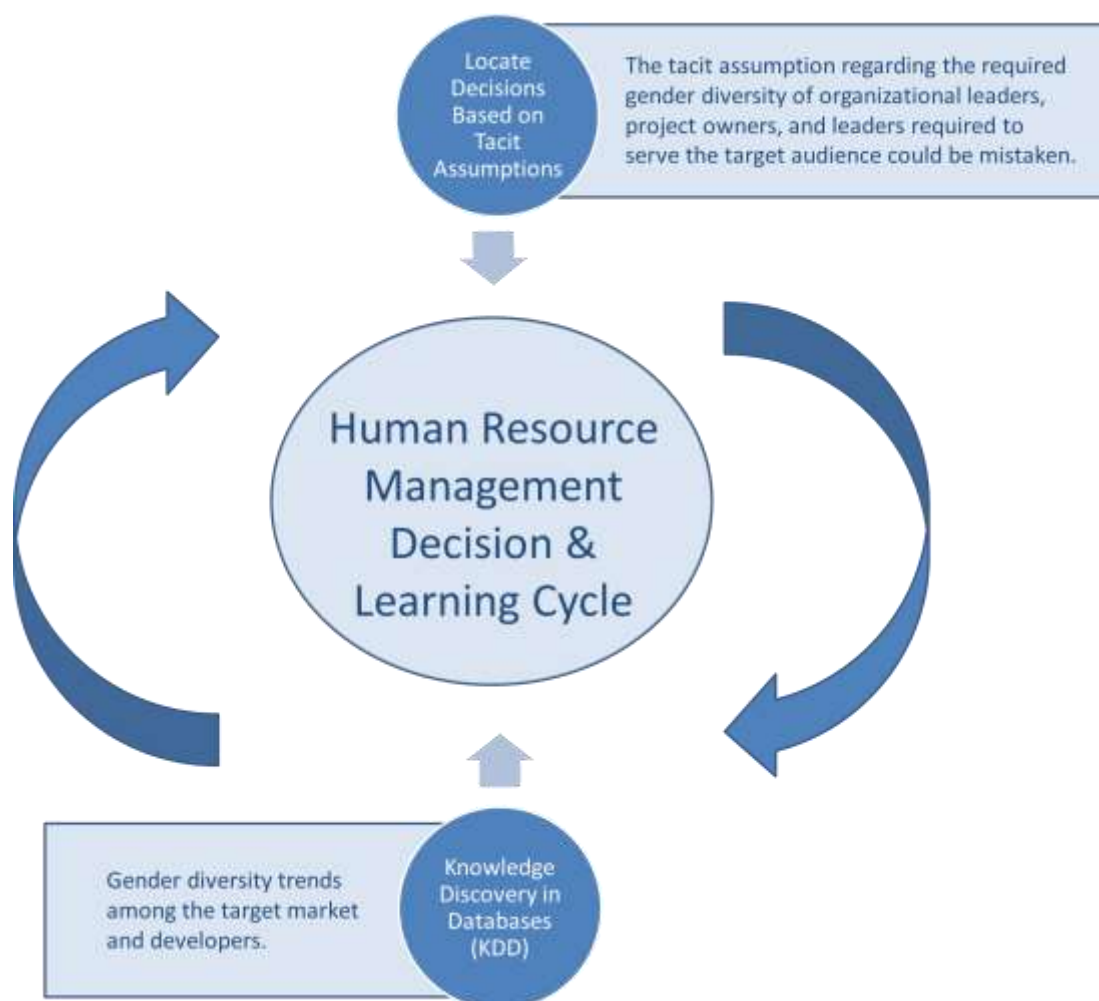 Locate
Decisions
Based on
Tacit
Assumptions
The tacit assumption regarding the required
gender diversity of organizational leaders,
project owners, and leaders required to
serve the target audience could be mistaken.
Human Resource
Management
Decision &
Learning Cycle
Gender diversity trends
among the target market
and developers.
Knowledge
Discovery in
Databases
(KDD)